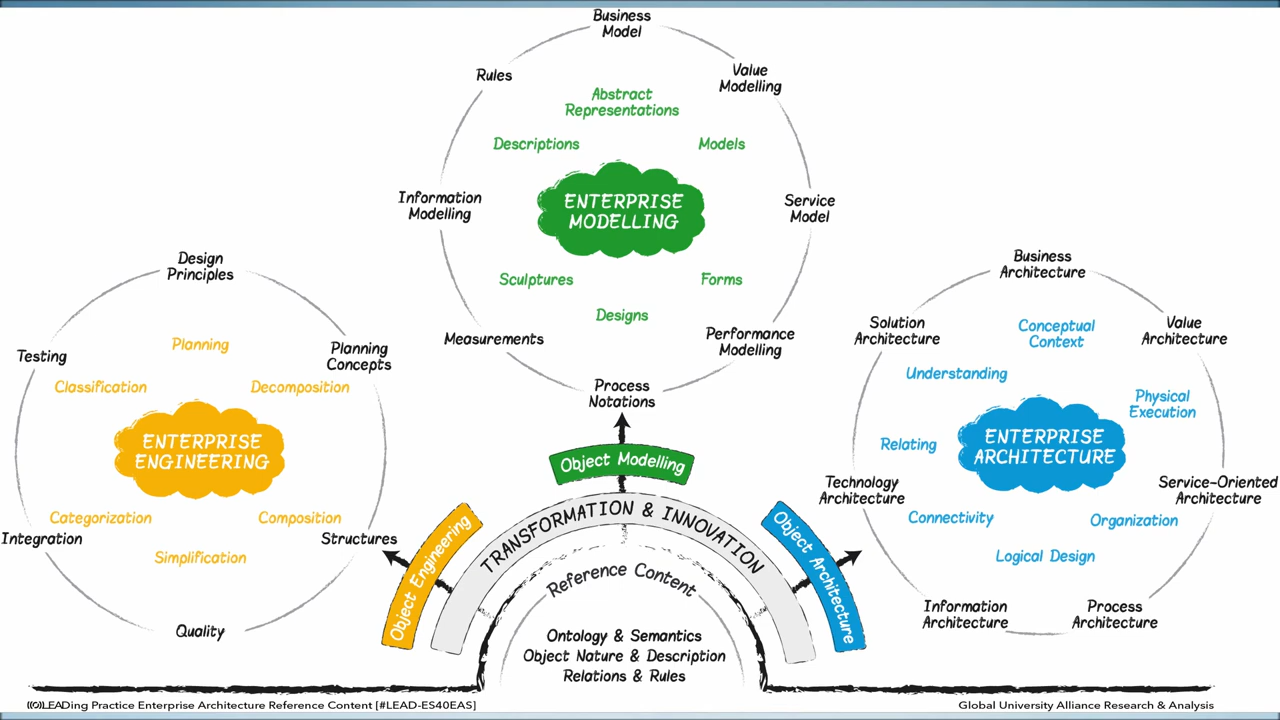 Business
Model
Rules
Value
Modelling
Abstract
Representations
Descriptions
Models
Information
Modelling
ENTERPRISE
MODELLING
Service
Model
Sculptures
Forms
Designs
Measurements
Performance
Modelling
Process
Notations
Design
Principles
Testing
Planning
Planning
Concepts
Classification
Decomposition
ENTERPRISE
ENGINEERING
Categorization
Composition
Integration
Structures
Simplification
Quality
Business
Architecture
Solution
Architecture
Conceptual
Context
Value
Architecture
Understanding
Physical
Execution
Relating
ENTERPRISE
ARCHITECTURE
Technology
Architecture
Service-Oriented
Architecture
Connectivity
Organization
Logical Design
Information
Architecture
Process
Architecture
Object Modelling
Object Engineering
TRANSFORMATION & INNOVATION
Object Architecture
Reference Content
Ontology & Semantics
Object Nature & Description
Relations & Rules
LEADing Practice Enterprise Architecture Reference Content [#LEAD-ES40EAS]
Global University Alliance Research & Analysis